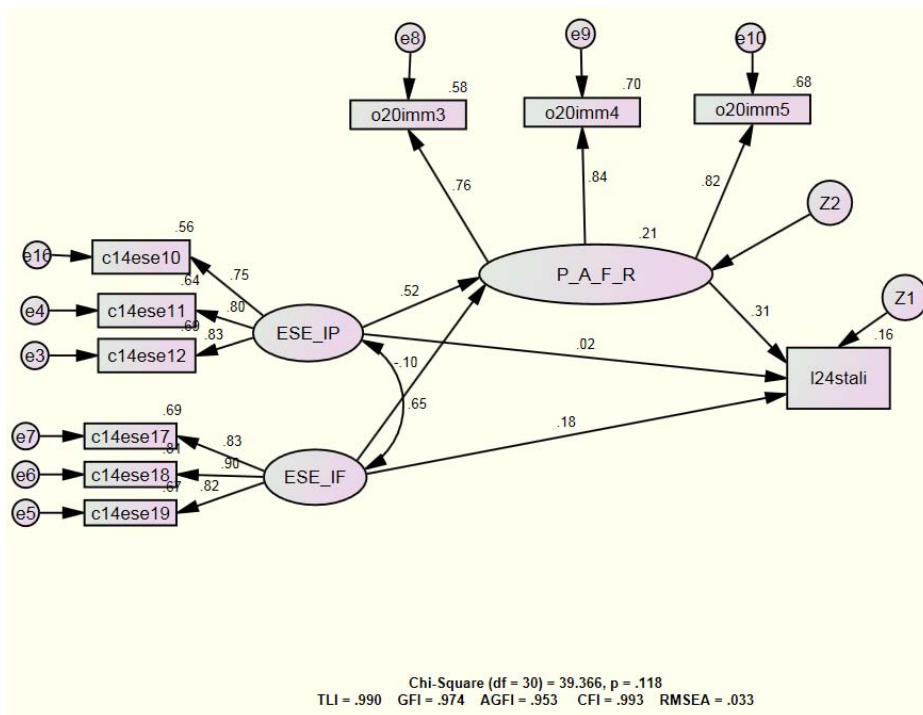 e8
e9
e10
.58
.70
.68
o20imm3
o20imm4
o20imm5
.76
.84
.82
Z2
.21
P_A_F_R
.56
e16
c14ese10
.75
.52
.31
Z1
.64
e4
c14ese11
.80
.16
.69
e3
c14ese12
.83
ESE_IP
.02
-.10
l24stali
.65
.69
e7
c14ese17
.83
.18
.81
e6
c14ese18
.90
ESE_IF
.67
.82
e5
c14ese19
Chi-Square (df = 30) = 39.366, p = .118
TLI = .990 GFI = .974 AGFI = .953 CFI = .993 RMSEA = .033